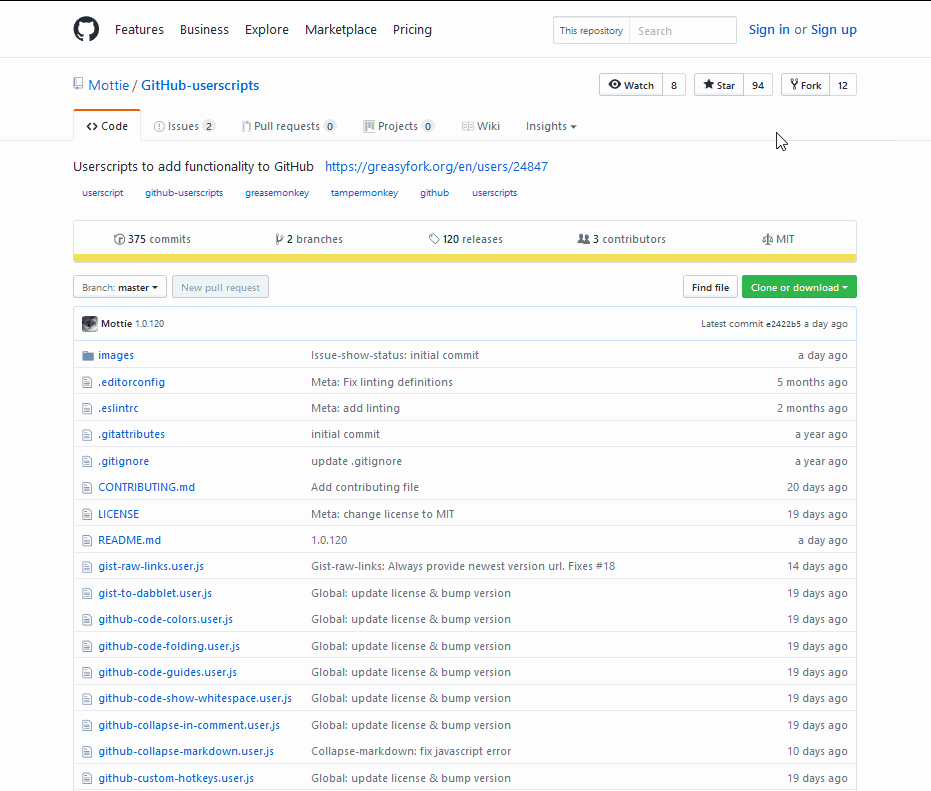 Features Business Explore Marketplace Pricing This repository Search Sign in or Sign up
Mottie / GitHub-userscripts Watch 8 Star 94 Fork 12
Code Issues 2 Pull requests 0 Projects 0 Wiki Insights
Userscripts to add functionality to GitHub https://greasyfork.org/en/users/24847
userscript github-userscripts greasemonkey tampermonkey github userscripts
375 commits 2 branches 120 releases 3 contributors MIT
Branch: master New pull request Find file Clone or download
Mottie 1.0.120 Latest commit e2422b5 a day ago
images Issue-show-status: initial commit a day ago
.editorconfig Meta: Fix linting definitions 5 months ago
.eslintrc Meta: add linting 2 months ago
.gitattributes initial commit a year ago
.gitignore update .gitignore a year ago
CONTRIBUTING.md Add contributing file 20 days ago
LICENSE Meta: change license to MIT 19 days ago
README.md 1.0.120 a day ago
gist-raw-links.user.js Gist-raw-links: Always provide newest version url. Fixes #18 14 days ago
gist-to-dabblet.user.js Global: update license & bump version 19 days ago
github-code-colors.user.js Global: update license & bump version 19 days ago
github-code-folding.user.js Global: update license & bump version 19 days ago
github-code-guides.user.js Global: update license & bump version 19 days ago
github-code-show-whitespace.user.js Global: update license & bump version 19 days ago
github-collapse-in-comment.user.js Global: update license & bump version 19 days ago
github-collapse-markdown.user.js Collapse-markdown: fix javascript error 10 days ago
github-custom-hotkeys.user.js Global: update license & bump version 19 days ago